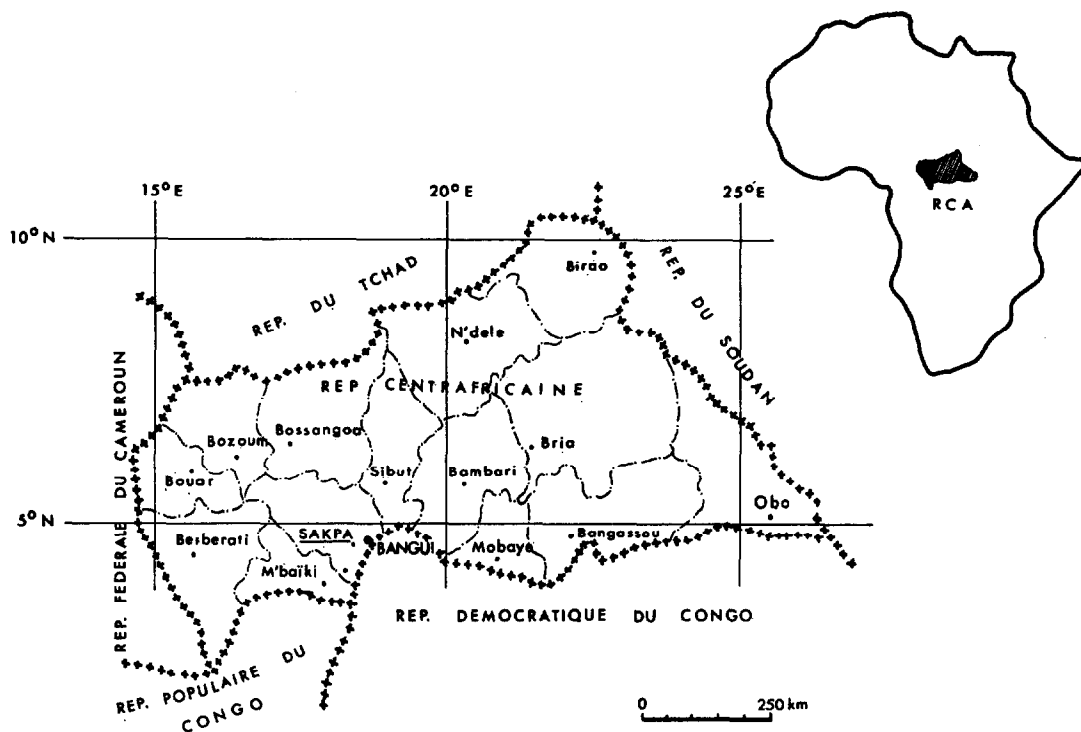 RCA
15°E
20°E
25°E
10°N
Birao
REP. DU TCHAD
REP. DU SOUDAN
N'dele
REP CENTRAFRICAINE
REP. FEDERALE DU CAMEROUN
Bozoum
Bossangoa
Bria
Bouar
Sibut
Bambari
Obo
5°N
Berberati
SAKPA
BANGUI
Mobaye
Bangassou
M'baïki
REP. DEMOCRATIQUE DU CONGO
REP. POPULAIRE DU
CONGO
0
250 km